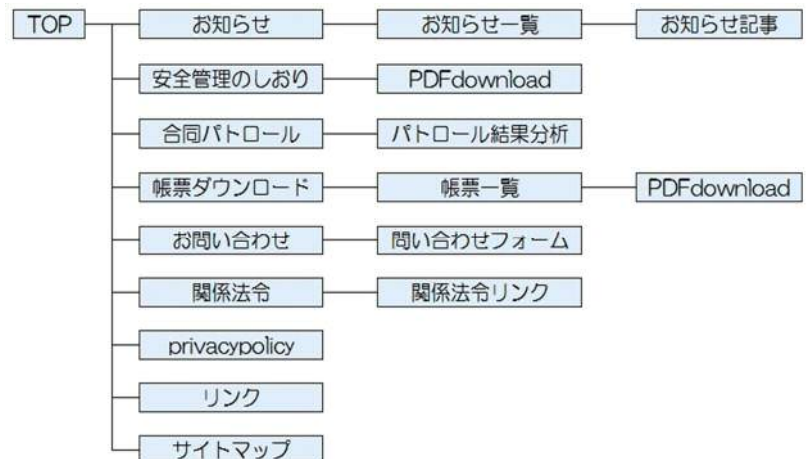 TOP
お知らせ
お知らせ一覧
お知らせ記事
安全管理のしおり
PDFdownload
合同パトロール
パトロール結果分析
帳票ダウンロード
帳票一覧
PDFdownload
お問い合わせ
問い合わせフォーム
関係法令
関係法令リンク
privacypolicy
リンク
サイトマップ